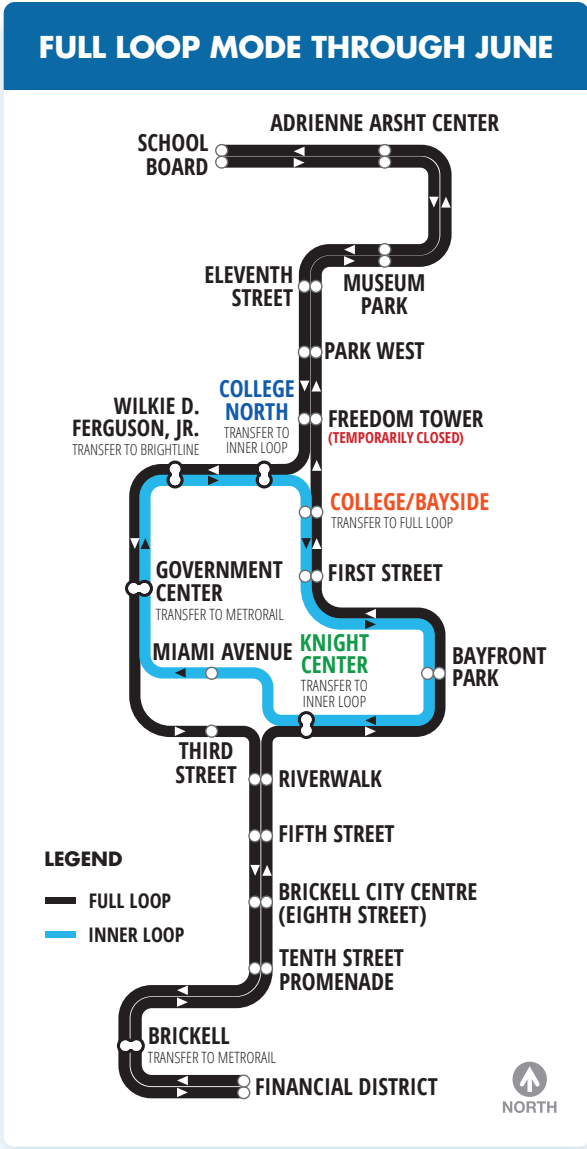 FULL LOOP MODE THROUGH JUNE
ADRIENNE ARSHT CENTER
SCHOOL
BOARD
ELEVENTH
STREET
MUSEUM
PARK
PARK WEST
COLLEGE
NORTH
TRANSFER TO
INNER LOOP
WILKIE D.
FERGUSON, JR.
TRANSFER TO BRIGHTLINE
FREEDOM TOWER
(TEMPORARILY CLOSED)
COLLEGE/BAYSIDE
TRANSFER TO FULL LOOP
GOVERNMENT
CENTER
TRANSFER TO METRORAIL
FIRST STREET
MIAMI AVENUE
KNIGHT
CENTER
TRANSFER TO
INNER LOOP
BAYFRONT
PARK
THIRD
STREET
RIVERWALK
FIFTH STREET
LEGEND
FULL LOOP
INNER LOOP
BRICKELL CITY CENTRE
(EIGHTH STREET)
TENTH STREET
PROMENADE
BRICKELL
TRANSFER TO METRORAIL
FINANCIAL DISTRICT
NORTH